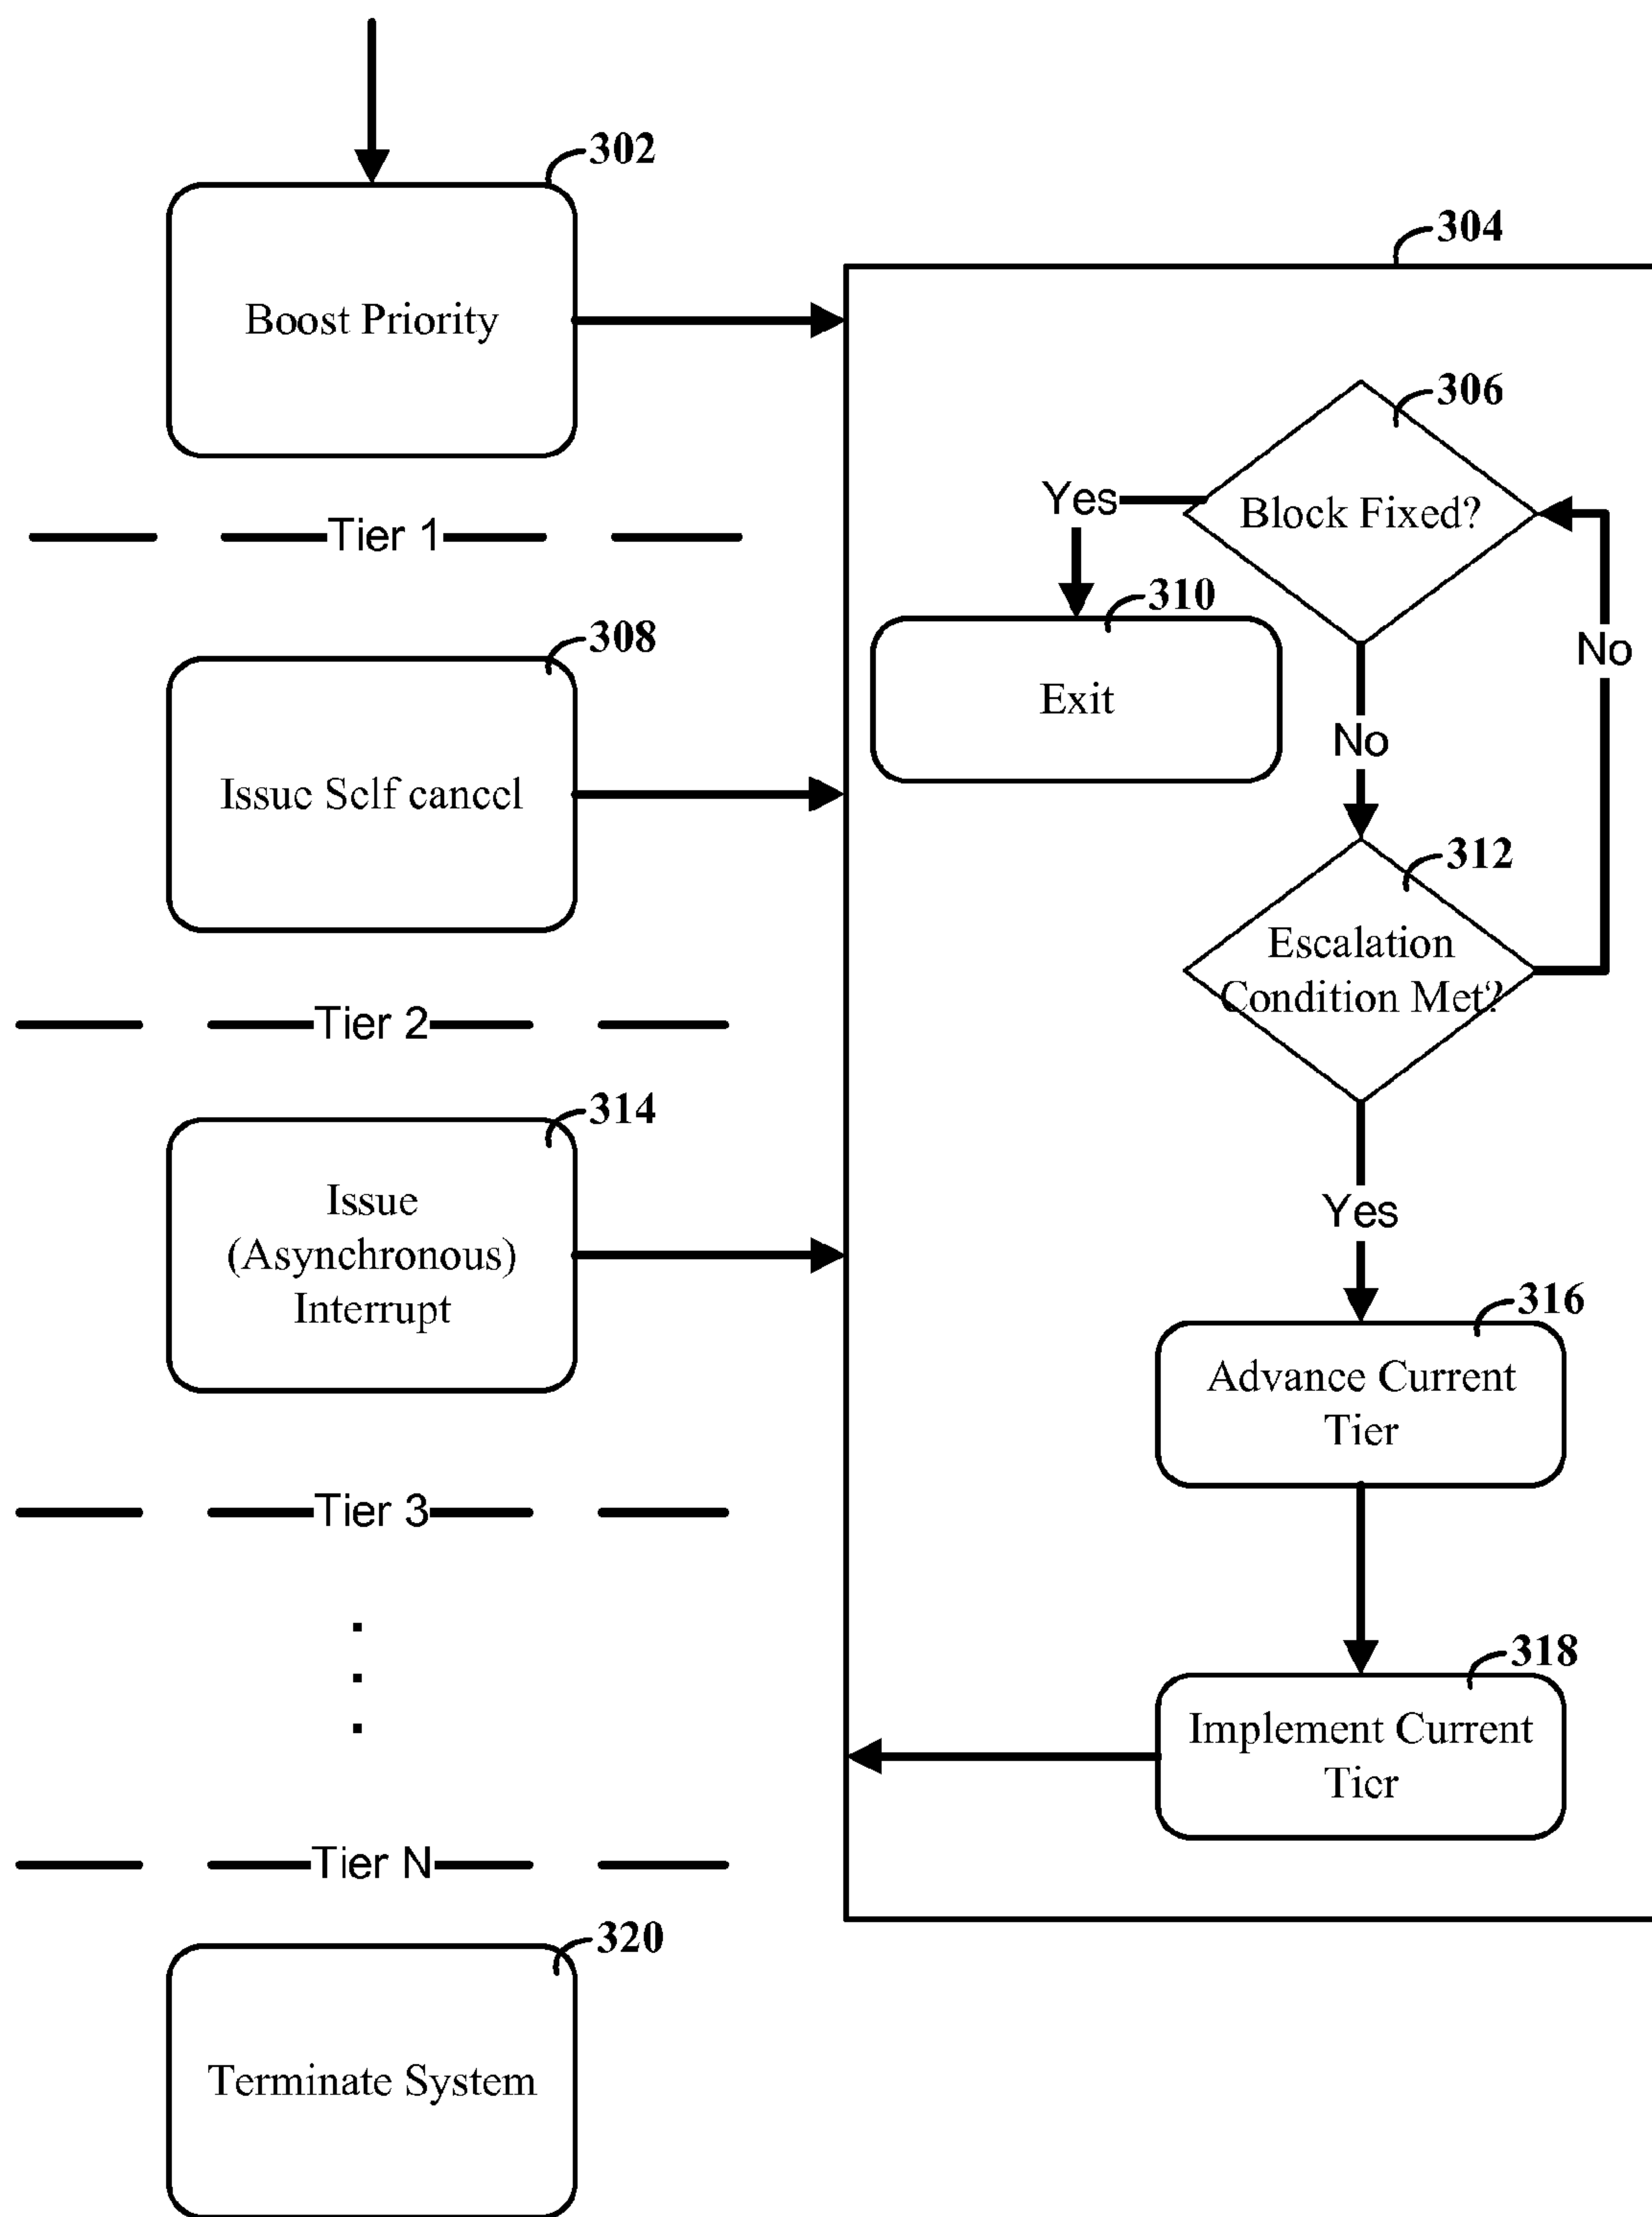 302
Boost Priority
Tier 1
308
Issue Self cancel
Tier 2
314
Issue
(Asynchronous)
Interrupt
Tier 3
Tier N
320
Terminate System
304
306
Block Fixed?
Yes
310
Exit
No
No
312
Escalation
Condition Met?
Yes
316
Advance Current
Tier
318
Implement Current
Tier